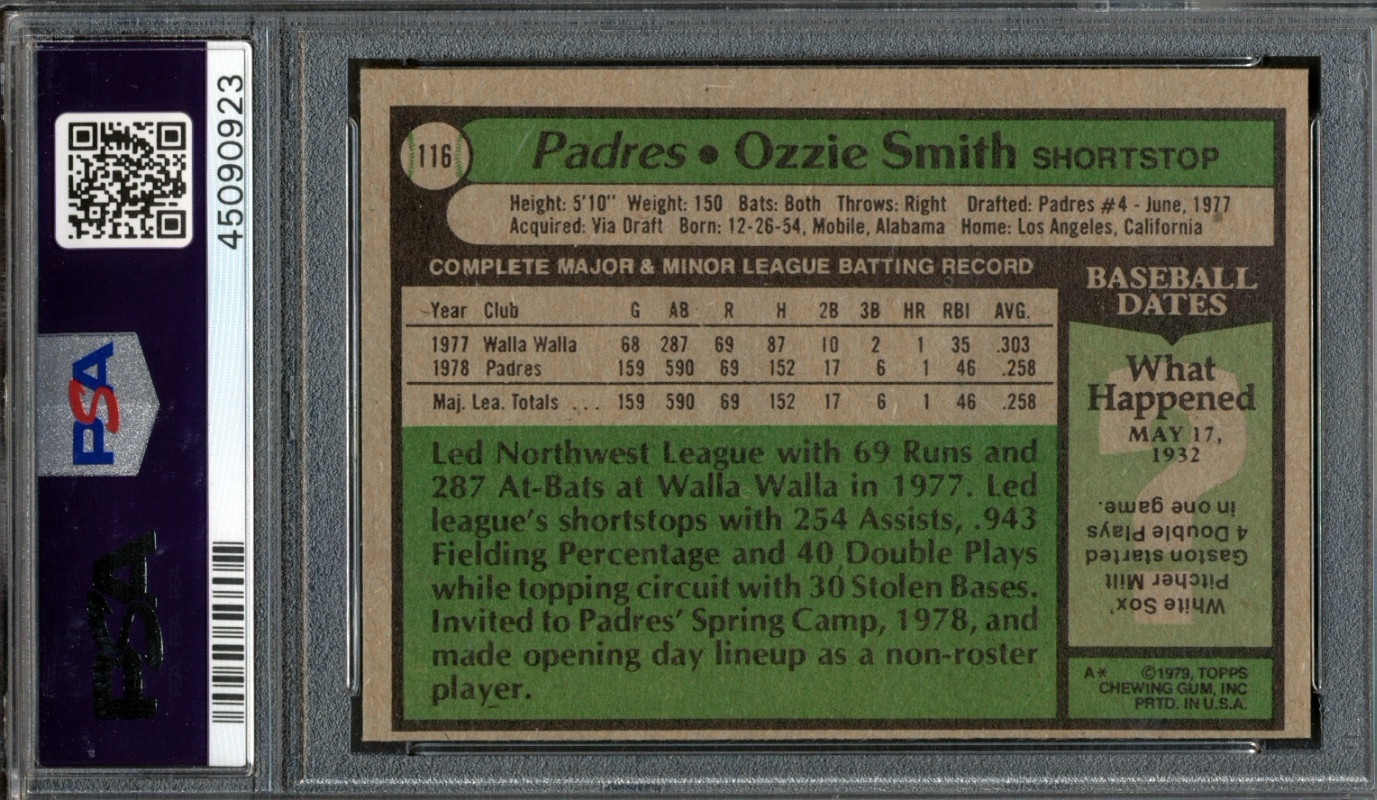 45090923
PSA
PSA
116
Padres • Ozzie Smith SHORTSTOP
Height: 5'10" Weight: 150 Bats: Both Throws: Right Drafted: Padres #4 - June, 1977
Acquired: Via Draft Born: 12-26-54, Mobile, Alabama Home: Los Angeles, California
COMPLETE MAJOR & MINOR LEAGUE BATTING RECORD
Year Club G AB R H 2B 3B HR RBI AVG.
1977 Walla Walla 68 287 69 87 10 2 1 35 .303
1978 Padres 159 590 69 152 17 6 1 46 .258
Maj. Lea. Totals ... 159 590 69 152 17 6 1 46 .258
Led Northwest League with 69 Runs and
287 At-Bats at Walla Walla in 1977. Led
league's shortstops with 254 Assists, .943
Fielding Percentage and 40 Double Plays
while topping circuit with 30 Stolen Bases.
Invited to Padres' Spring Camp, 1978, and
made opening day lineup as a non-roster
player.
BASEBALL
DATES
What
Happened
MAY 17,
1932
?
White Sox'
Pitcher Milt
Gaston started
4 Double Plays
in one game.
A* ©1979, TOPPS
CHEWING GUM, INC
PRTD. IN U.S.A.